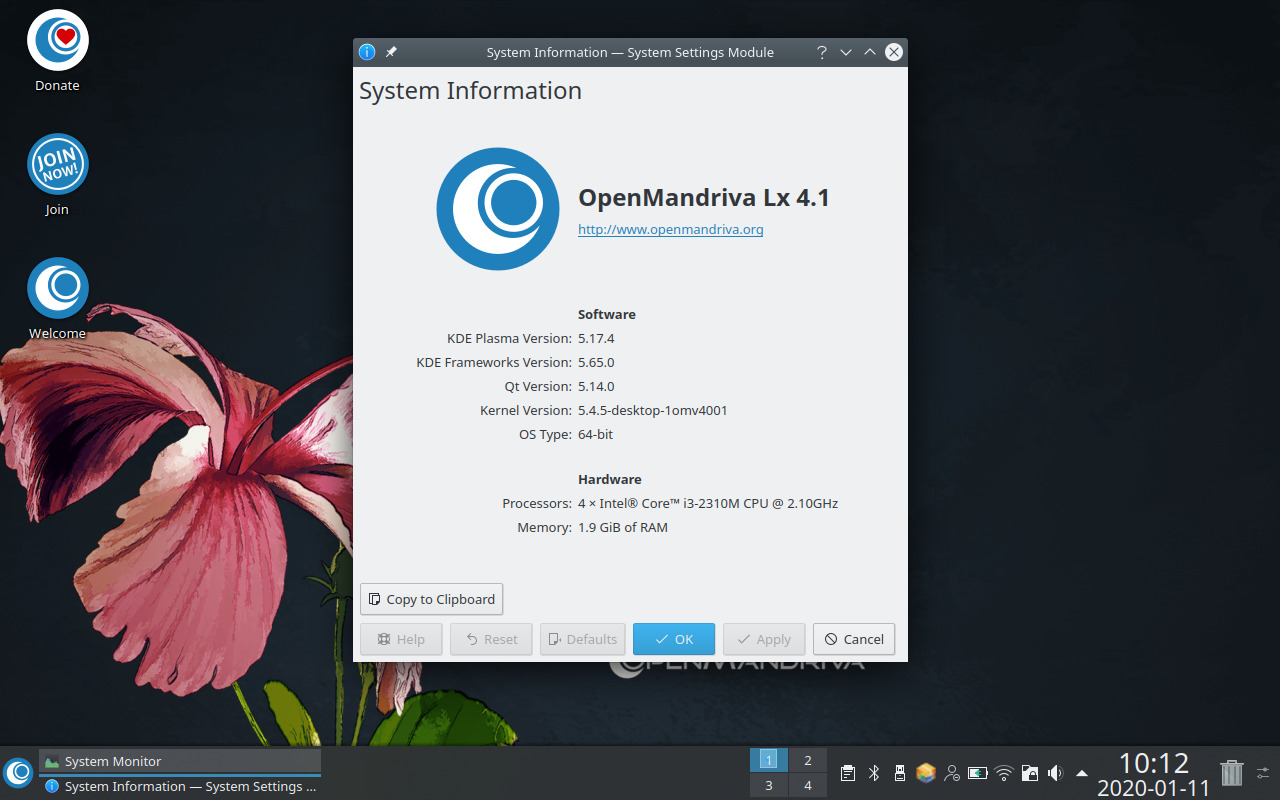 Donate
JOIN
NOW!
Join
Welcome
System Information — System Settings Module
System Information
OpenMandriva Lx 4.1
http://www.openmandriva.org
Software
KDE Plasma Version: 5.17.4
KDE Frameworks Version: 5.65.0
Qt Version: 5.14.0
Kernel Version: 5.4.5-desktop-1omv4001
OS Type: 64-bit
Hardware
Processors: 4 × Intel® Core™ i3-2310M CPU @ 2.10GHz
Memory: 1.9 GiB of RAM
Copy to Clipboard
Help Reset Defaults OK Apply Cancel
OPENMANDRIVA
System Monitor
System Information — System Settings ...
1 2
3 4
10:12
2020-01-11